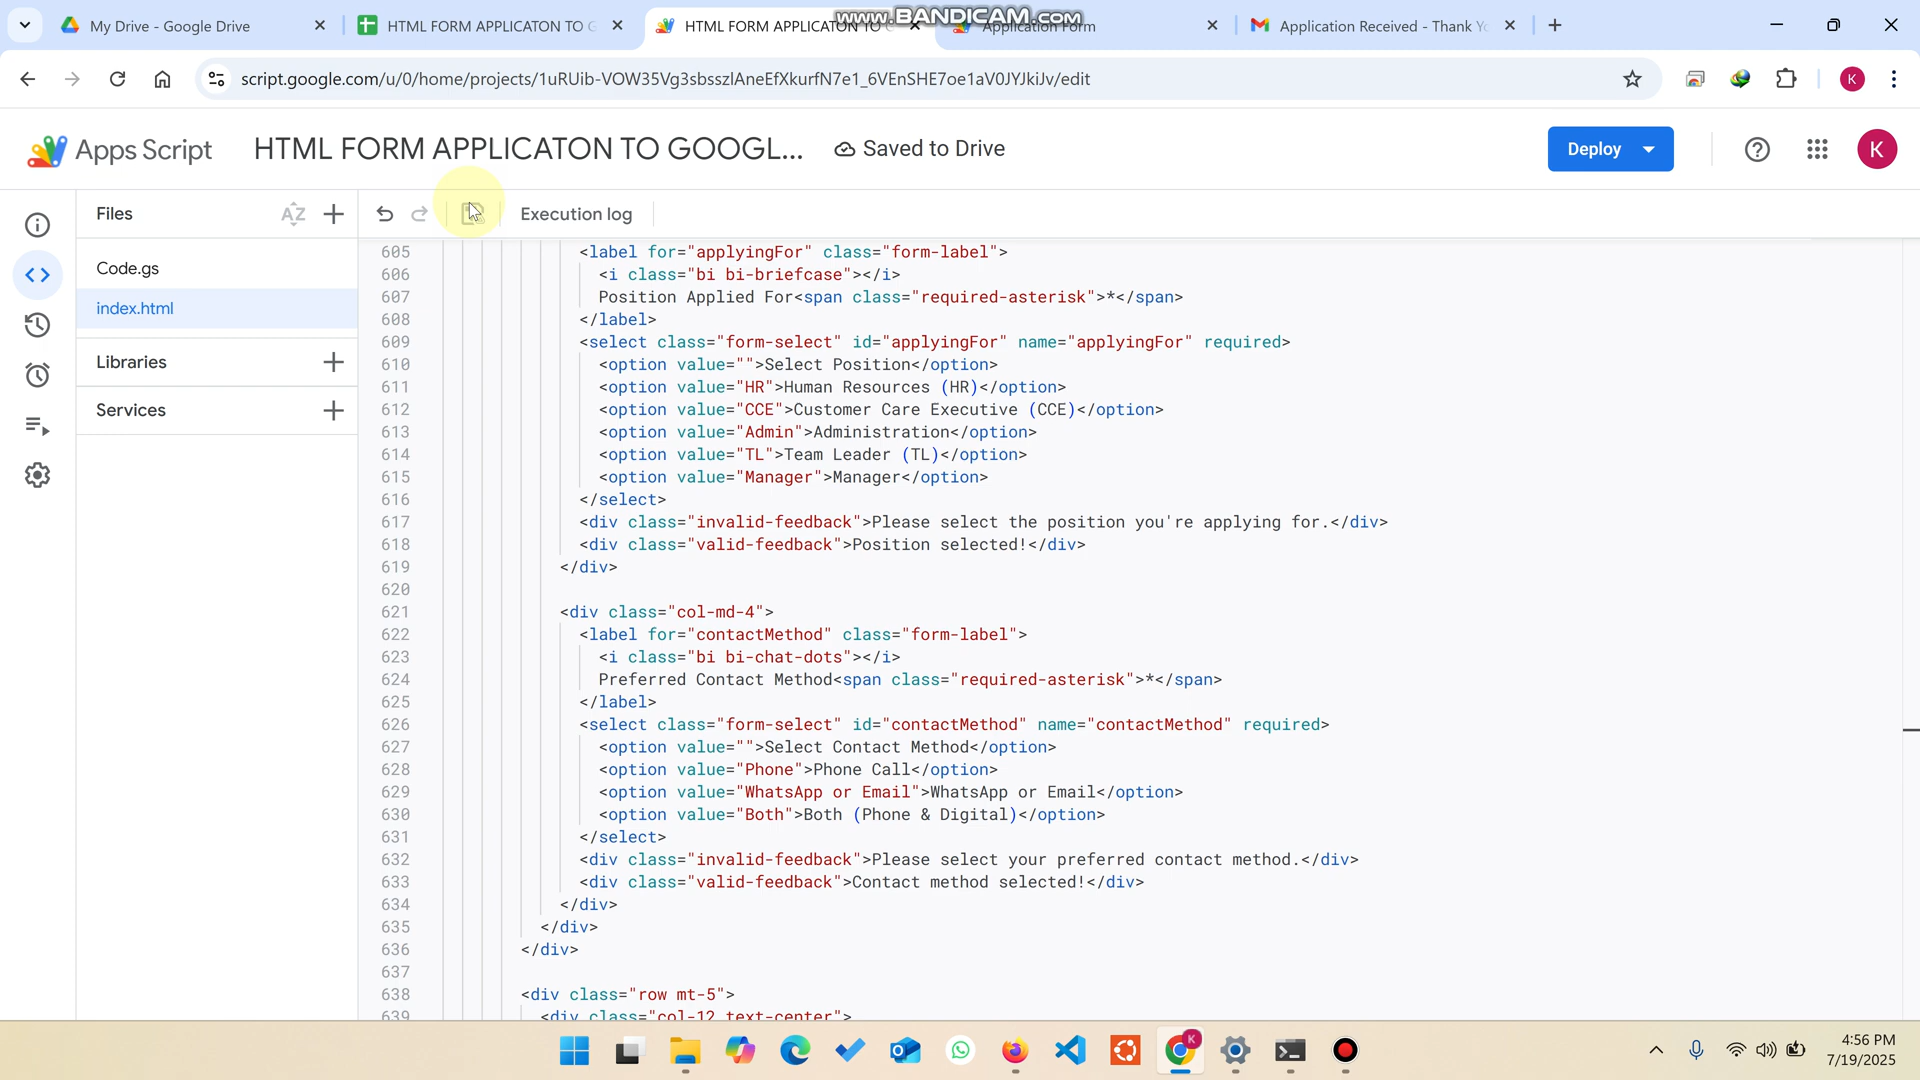 My Drive - Google Drive
HTML FORM APPLICATON TO G
HTML FORM APPLICATON TO G
Application Form
Application Received - Thank Yo
www.BANDICAM.com
script.google.com/u/0/home/projects/1uRUib-VOW35Vg3sbsszlAneEfXkurfN7e1_6VEnSHE7oe1aV0JYJkiJv/edit
K
Apps Script
HTML FORM APPLICATON TO GOOGL...
Saved to Drive
Deploy
K
Files
AZ
Execution log
Code.gs
index.html
Libraries
Services
605 <label for="applyingFor" class="form-label">
606 <i class="bi bi-briefcase"></i>
607 Position Applied For<span class="required-asterisk">*</span>
608 </label>
609 <select class="form-select" id="applyingFor" name="applyingFor" required>
610 <option value="">Select Position</option>
611 <option value="HR">Human Resources (HR)</option>
612 <option value="CCE">Customer Care Executive (CCE)</option>
613 <option value="Admin">Administration</option>
614 <option value="TL">Team Leader (TL)</option>
615 <option value="Manager">Manager</option>
616 </select>
617 <div class="invalid-feedback">Please select the position you're applying for.</div>
618 <div class="valid-feedback">Position selected!</div>
619 </div>
620
621 <div class="col-md-4">
622 <label for="contactMethod" class="form-label">
623 <i class="bi bi-chat-dots"></i>
624 Preferred Contact Method<span class="required-asterisk">*</span>
625 </label>
626 <select class="form-select" id="contactMethod" name="contactMethod" required>
627 <option value="">Select Contact Method</option>
628 <option value="Phone">Phone Call</option>
629 <option value="WhatsApp or Email">WhatsApp or Email</option>
630 <option value="Both">Both (Phone & Digital)</option>
631 </select>
632 <div class="invalid-feedback">Please select your preferred contact method.</div>
633 <div class="valid-feedback">Contact method selected!</div>
634 </div>
635 </div>
636 </div>
637
638 <div class="row mt-5">
639 <div class="col-12 text-center">
K
4:56 PM
7/19/2025